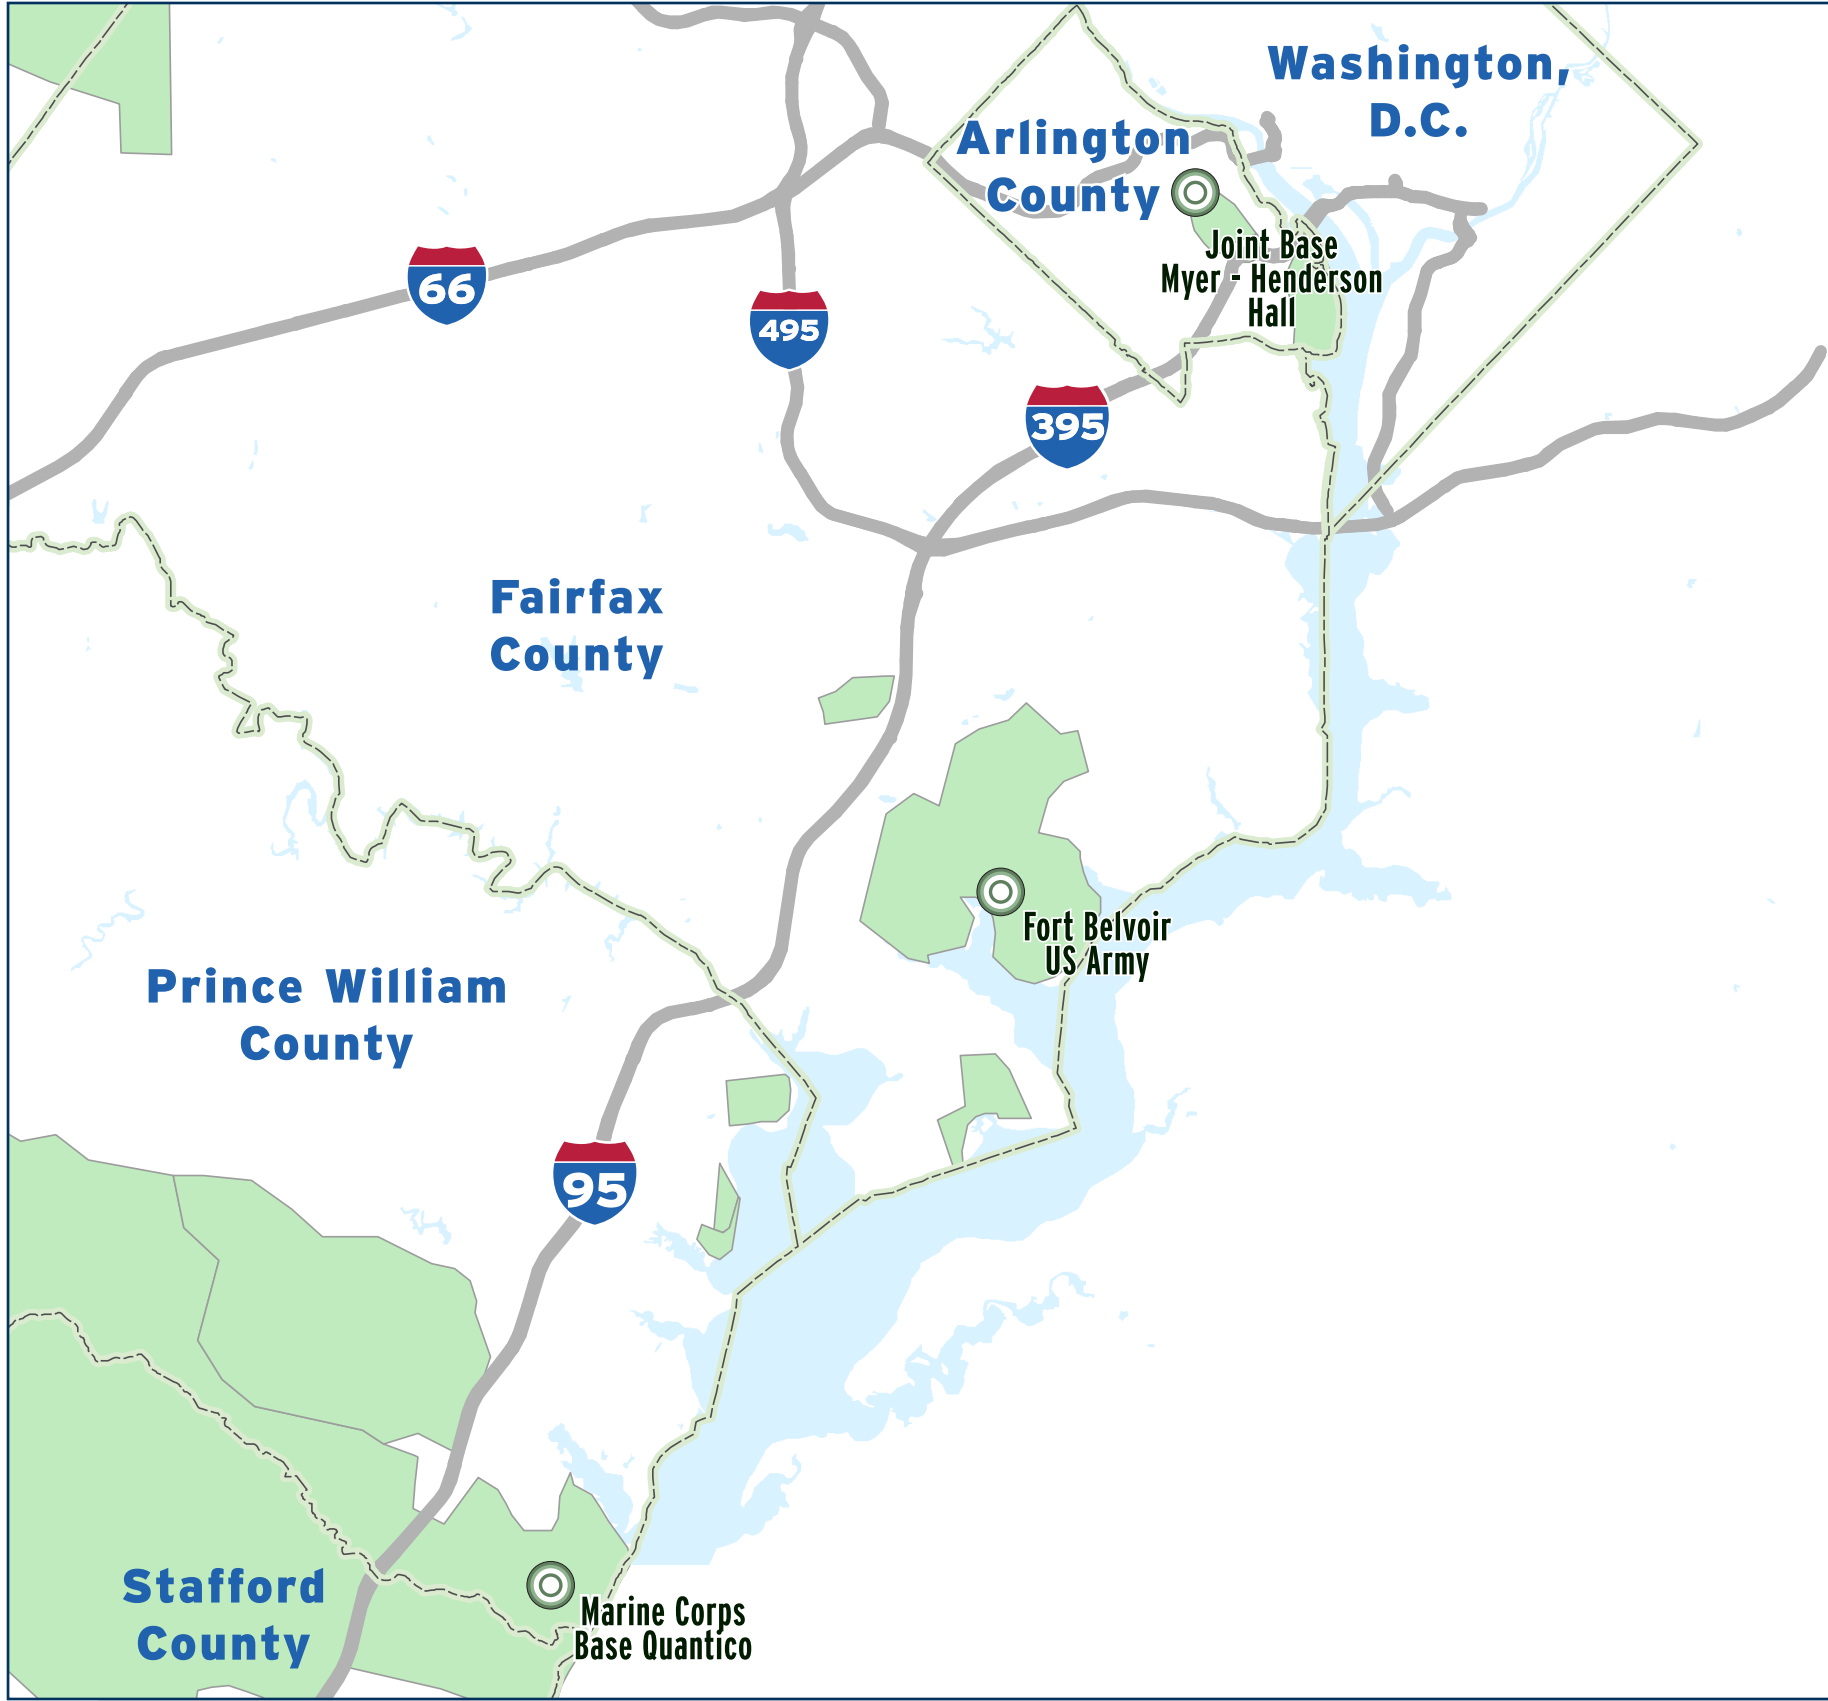 Washington,
D.C.
Arlington
County
Joint Base
Myer - Henderson
Hall
66
495
395
Fairfax
County
Fort Belvoir
US Army
Prince William
County
95
Stafford
County
Marine Corps
Base Quantico